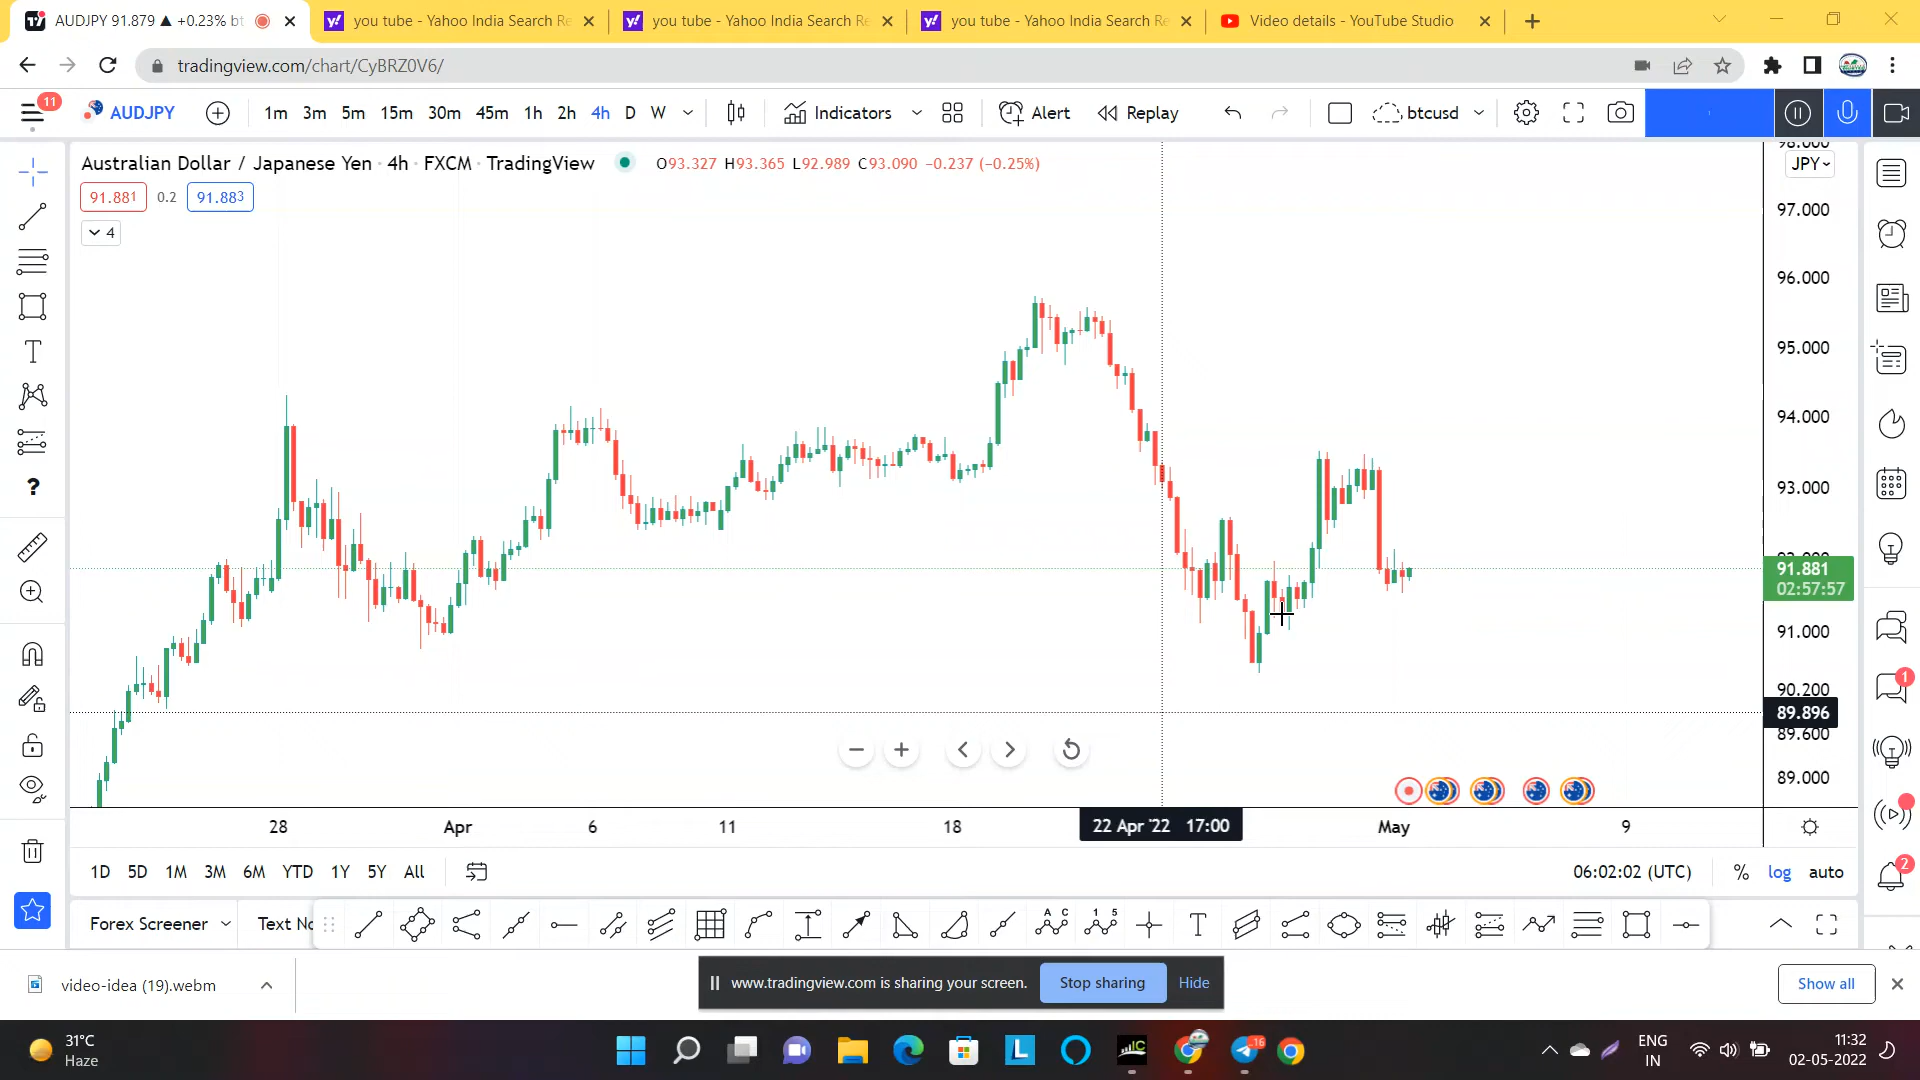 AUDJPY 91.879 ▲ +0.23% bt
you tube - Yahoo India Search Re
you tube - Yahoo India Search Re
you tube - Yahoo India Search Re
Video details - YouTube Studio
tradingview.com/chart/CyBRZ0V6/
11
AUDJPY
1m 3m 5m 15m 30m 45m 1h 2h 4h D W
Indicators
Alert
Replay
btcusd
Australian Dollar / Japanese Yen · 4h · FXCM · TradingView
O93.327 H93.365 L92.989 C93.090 −0.237 (−0.25%)
91.881 0.2 91.883
4
JPY
97.000
96.000
95.000
94.000
93.000
91.881
02:57:57
91.000
90.200
89.896
89.600
89.000
28 Apr 6 11 18 22 Apr '22 17:00 May 9
1D 5D 1M 3M 6M YTD 1Y 5Y All
06:02:02 (UTC) % log auto
1
2
Forex Screener
Text No
video-idea (19).webm
www.tradingview.com is sharing your screen.
Stop sharing
Hide
Show all
31°C
Haze
16
ENG
IN
11:32
02-05-2022